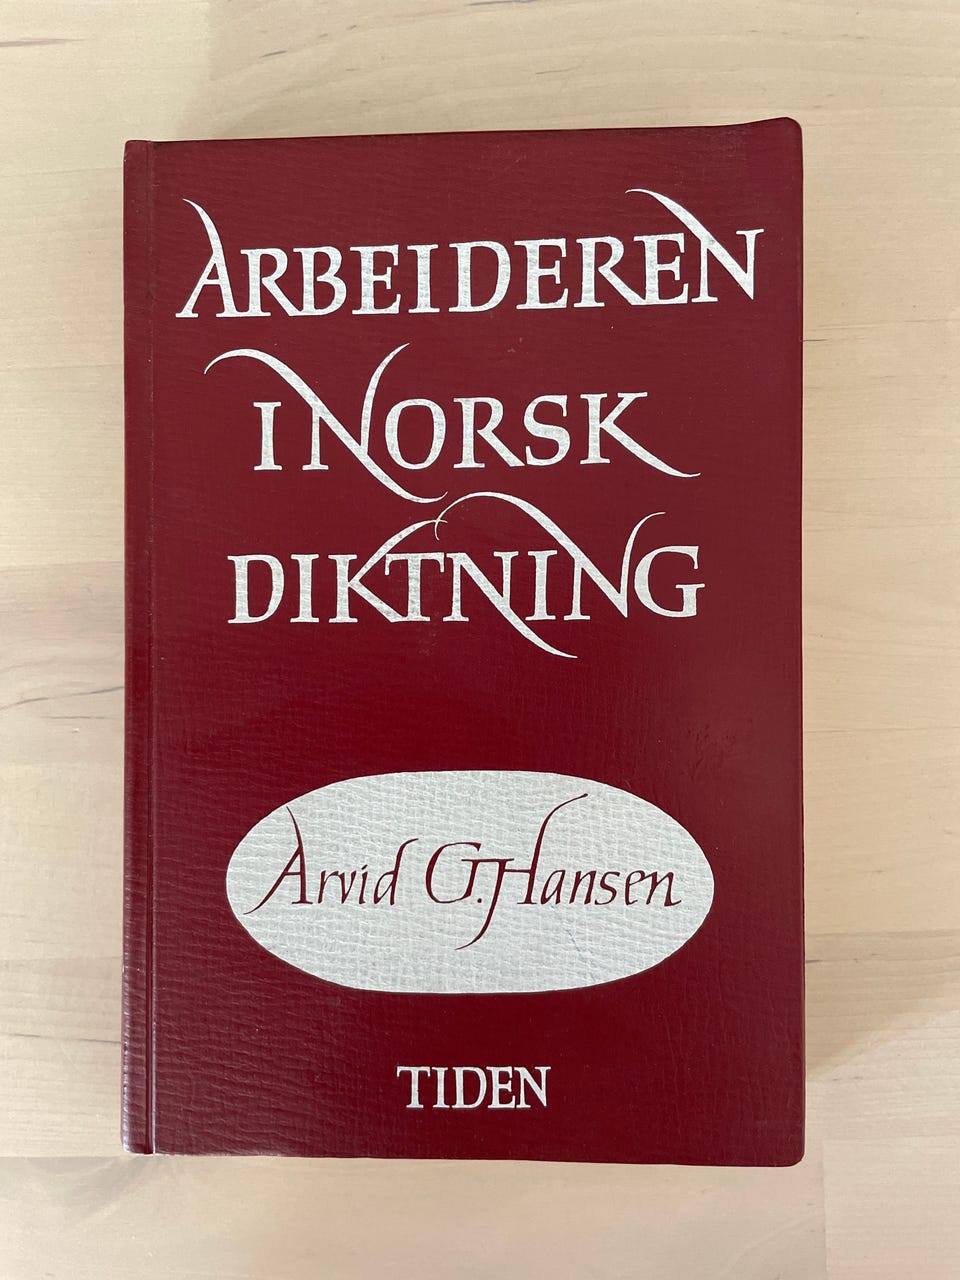 ARBEIDEREN
I NORSK
DIKTNING
Arvid G. Hansen
TIDEN